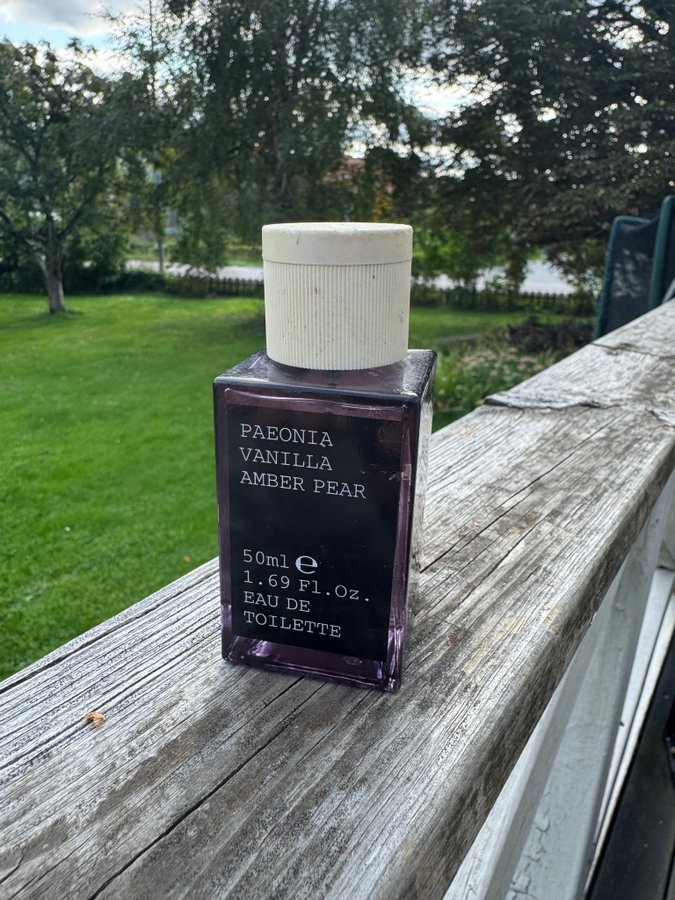 PAEONIA
VANILLA
AMBER PEAR
50ml ℮
1.69 Fl.Oz.
EAU DE
TOILETTE